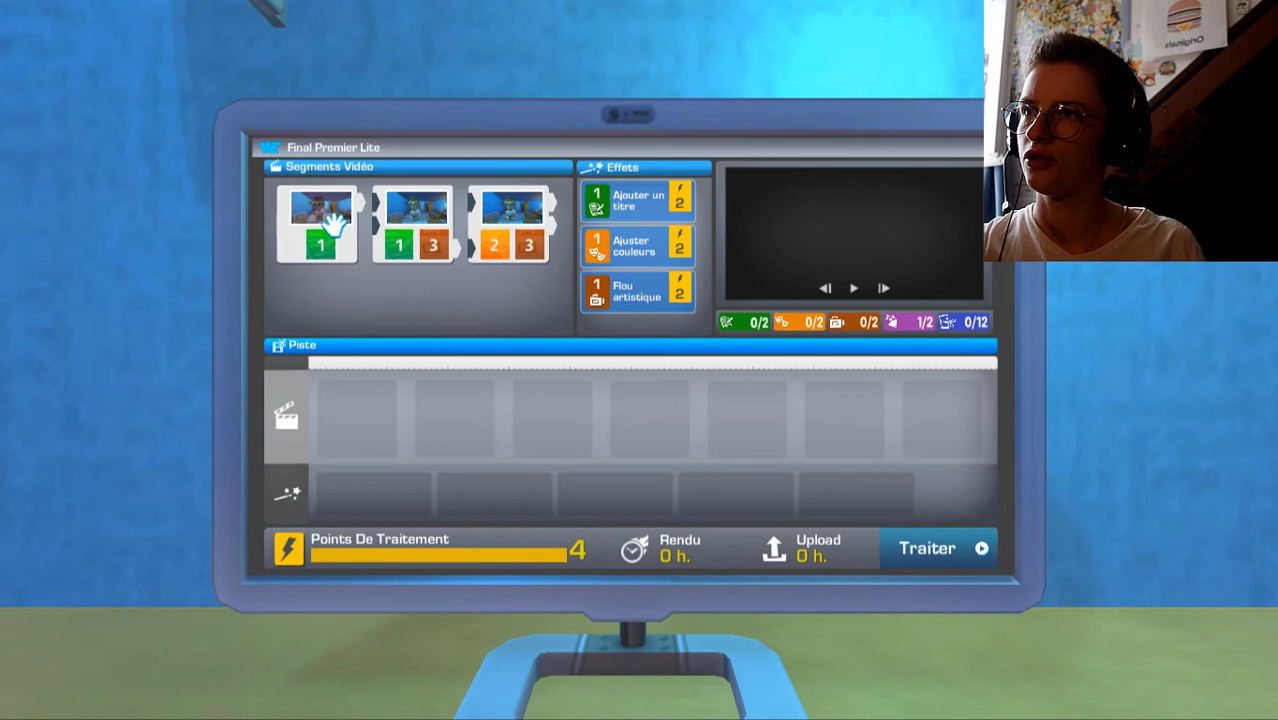 Originals
Final Premier Lite
Segments Vidéo
Effets
1
1 3
2 3
1 Ajouter un titre 2
1 Ajuster couleurs 2
1 Flou artistique 2
0/2 0/2 0/2 1/2 0/12
Piste
Points De Traitement 4
Rendu 0 h.
Upload 0 h.
Traiter